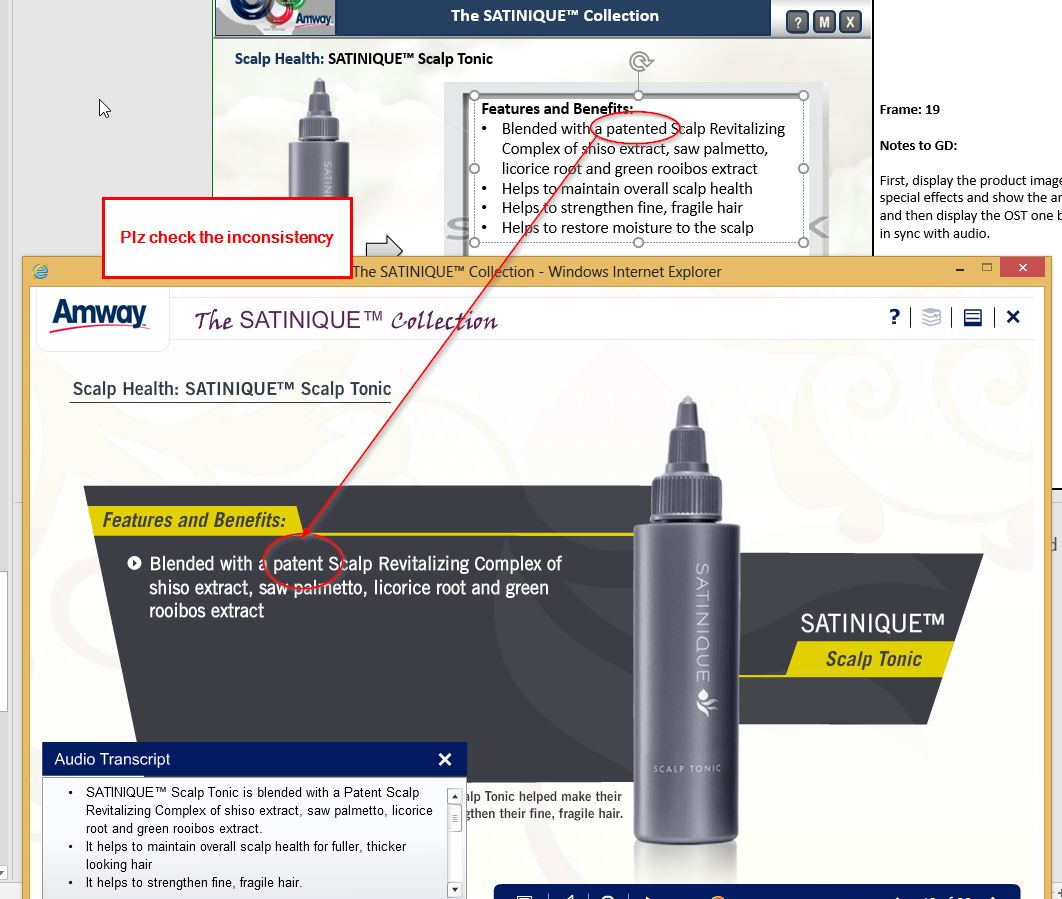 Amway
The SATINIQUE™ Collection
? M X
Scalp Health: SATINIQUE™ Scalp Tonic
Features and Benefits:
• Blended with a patented Scalp Revitalizing
Complex of shiso extract, saw palmetto,
licorice root and green rooibos extract
• Helps to maintain overall scalp health
• Helps to strengthen fine, fragile hair
• Helps to restore moisture to the scalp
SATINIQUE
Frame: 19
Notes to GD:
First, display the product image
special effects and show the
and then display the OST one
in sync with audio.
Plz check the inconsistency
The SATINIQUE™ Collection - Windows Internet Explorer
Amway
The SATINIQUE™ Collection
?
Scalp Health: SATINIQUE™ Scalp Tonic
Features and Benefits:
Blended with a patent Scalp Revitalizing Complex of
shiso extract, saw palmetto, licorice root and green
rooibos extract
SATINIQUE
SCALP TONIC
SATINIQUE™
Scalp Tonic
Audio Transcript
• SATINIQUE™ Scalp Tonic is blended with a Patent Scalp
Revitalizing Complex of shiso extract, saw palmetto, licorice
root and green rooibos extract.
• It helps to maintain overall scalp health for fuller, thicker
looking hair
• It helps to strengthen fine, fragile hair.
Tonic helped make their
their fine, fragile hair.